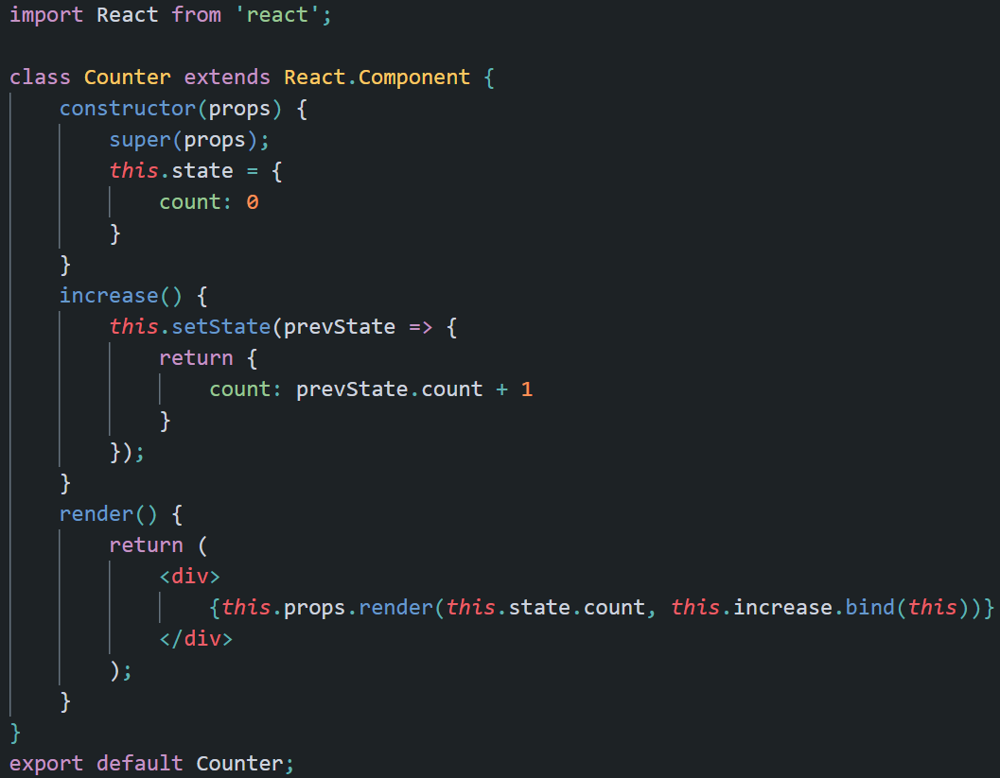 import React from 'react';

class Counter extends React.Component {
    constructor(props) {
        super(props);
        this.state = {
            count: 0
        }
    }
    increase() {
        this.setState(prevState => {
            return {
                count: prevState.count + 1
            }
        });
    }
    render() {
        return (
            <div>
                {this.props.render(this.state.count, this.increase.bind(this))}
            </div>
        );
    }
}
export default Counter;